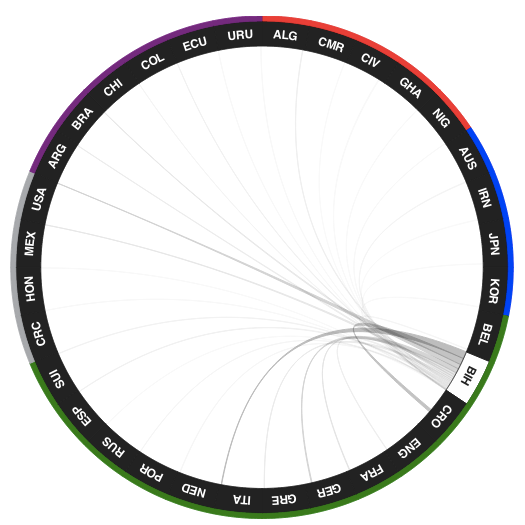 ALG
CMR
CIV
GHA
NIG
AUS
IRN
JPN
KOR
BEL
BIH
CRO
ENG
FRA
GER
GRE
ITA
NED
POR
RUS
ESP
SUI
CRC
HON
MEX
USA
ARG
BRA
CHI
COL
ECU
URU